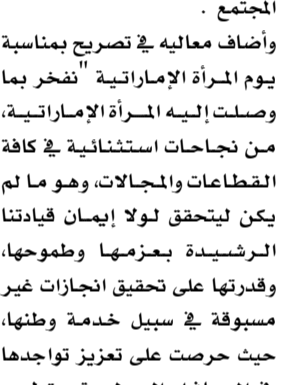 المجتمع .
وأضاف معاليه في تصريح بمناسبة
يوم المرأة الإماراتية "نفخر بما
وصلت إليه المرأة الإماراتية،
من نجاحات استثنائية في كافة
القطاعات والمجالات، وهو ما لم
يكن ليتحقق لولا إيمان قيادتنا
الرشيدة بعزمها وطموحها،
وقدرتها على تحقيق انجازات غير
مسبوقة في سبيل خدمة وطنها،
حيث حرصت على تعزيز تواجدها